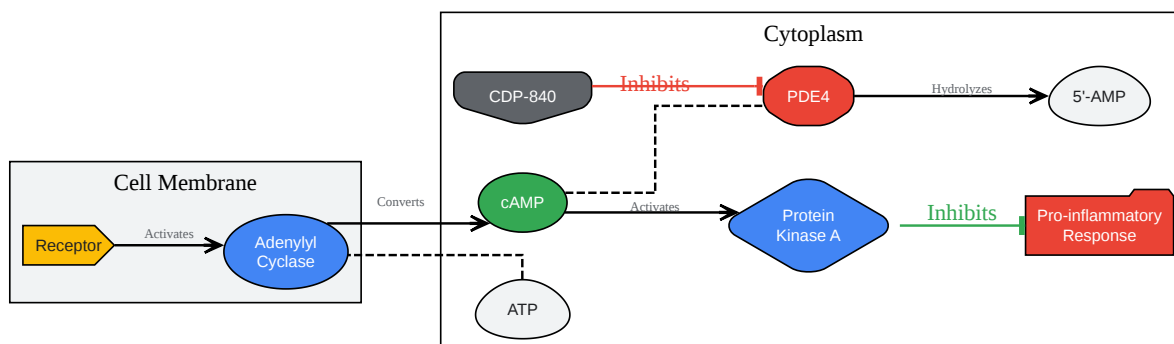 Cytoplasm
CDP-840
Inhibits
PDE4
Hydrolyzes
5'-AMP
Cell Membrane
Receptor
Activates
Adenylyl
Cyclase
Converts
cAMP
Activates
Protein
Kinase A
Inhibits
Pro-inflammatory
Response
ATP